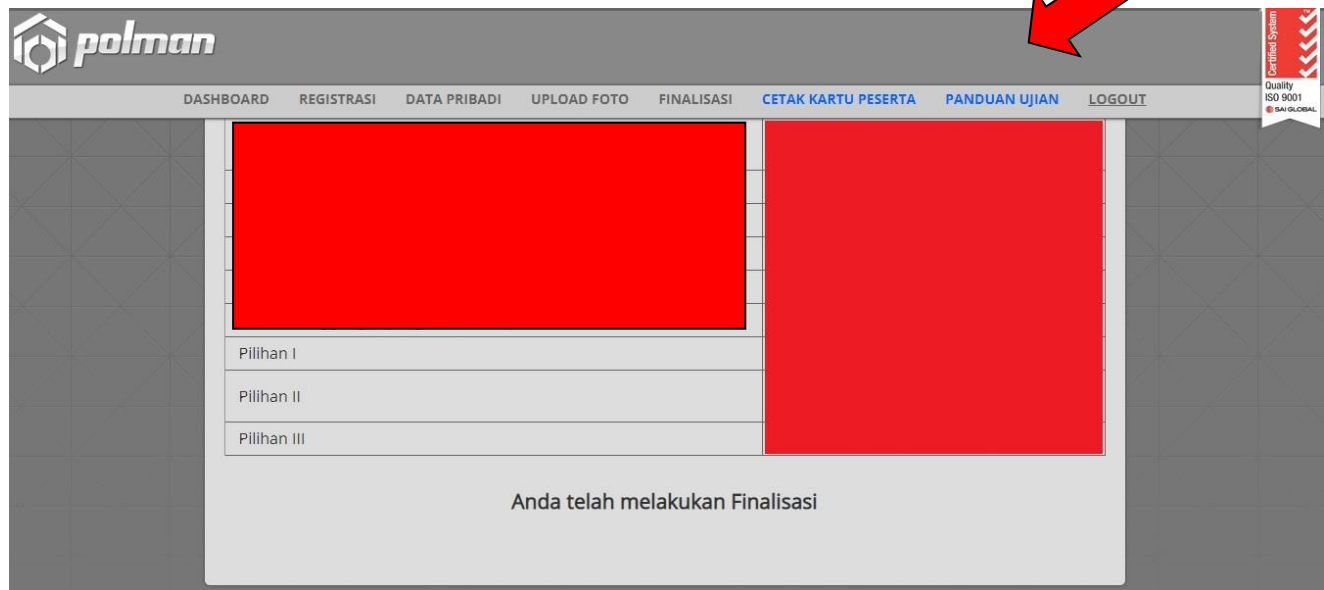 polman
Certified System
Quality
ISO 9001
SAI GLOBAL
DASHBOARD REGISTRASI DATA PRIBADI UPLOAD FOTO FINALISASI CETAK KARTU PESERTA PANDUAN UJIAN LOGOUT
Pilihan I
Pilihan II
Pilihan III
Anda telah melakukan Finalisasi